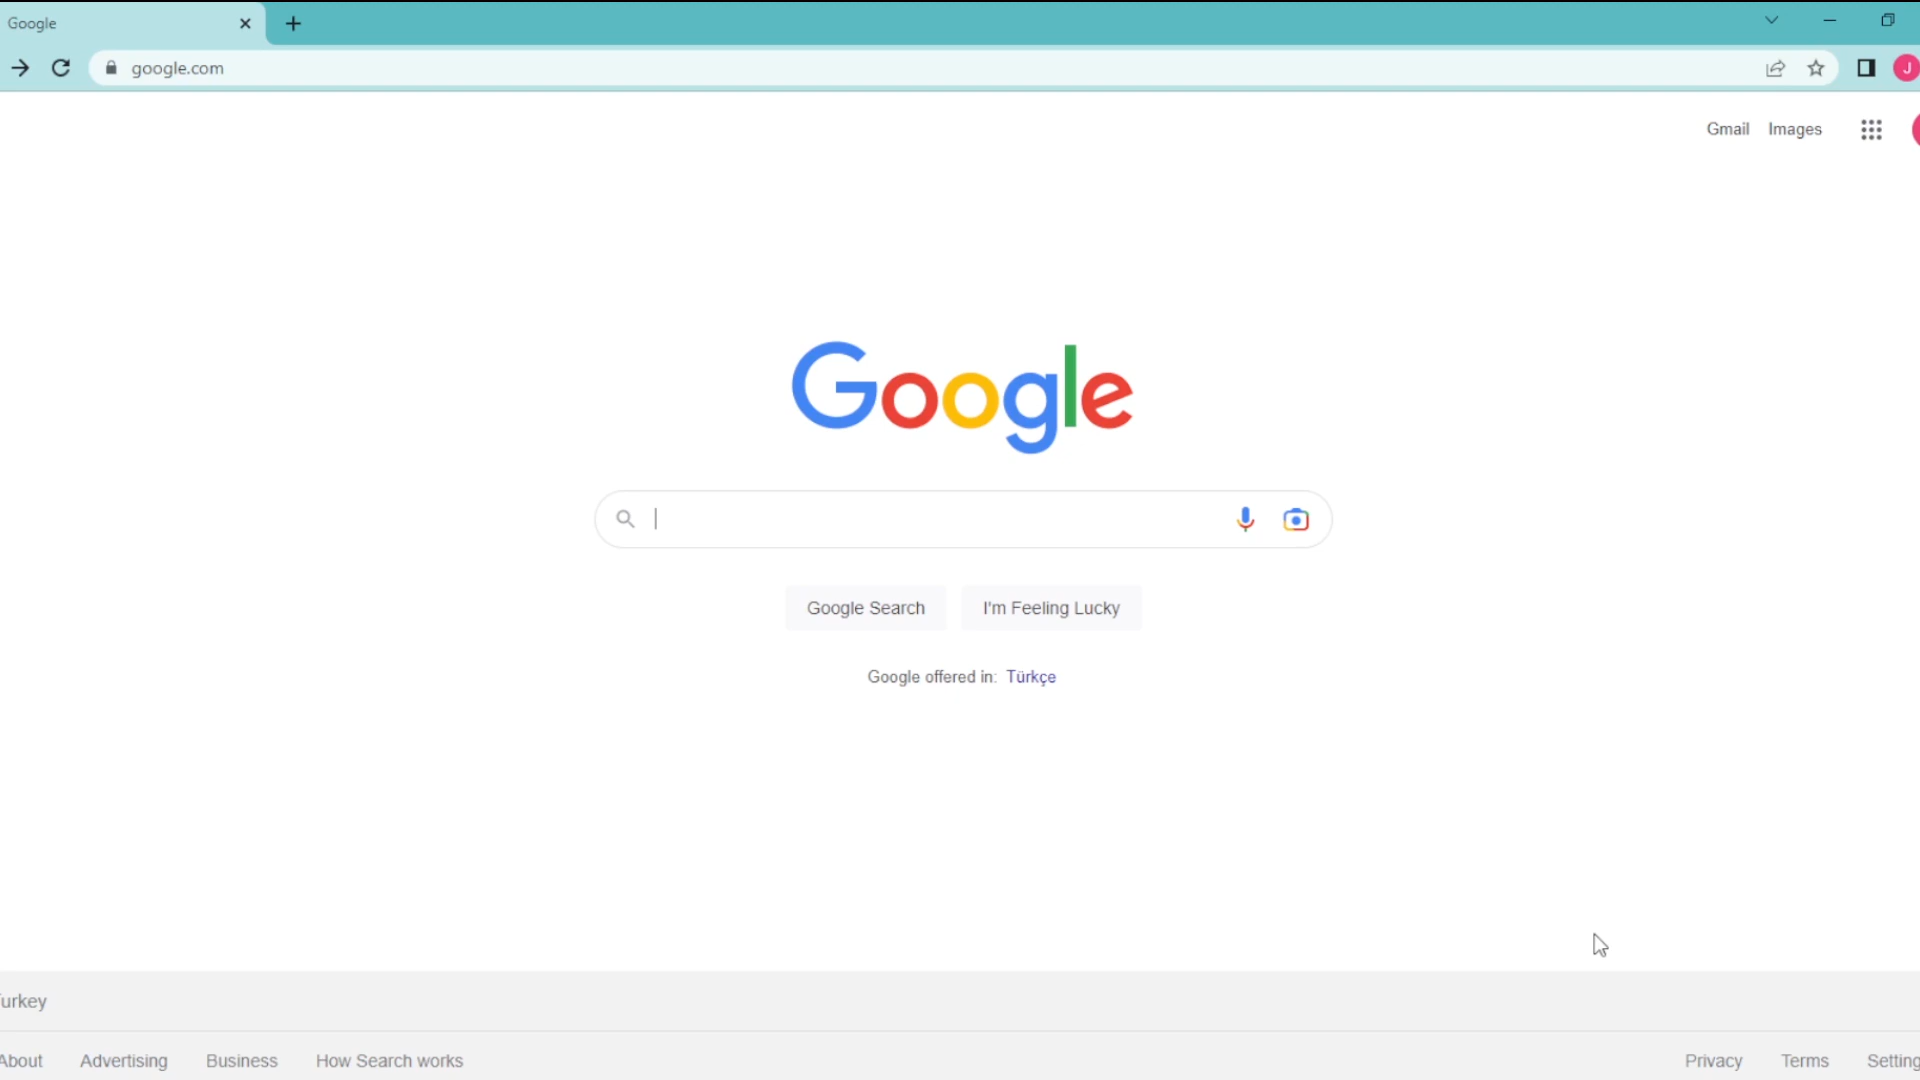 Google
google.com
J
Gmail Images
Google
Google Search I'm Feeling Lucky
Google offered in: Türkçe
urkey
About Advertising Business How Search works Privacy Terms Setting